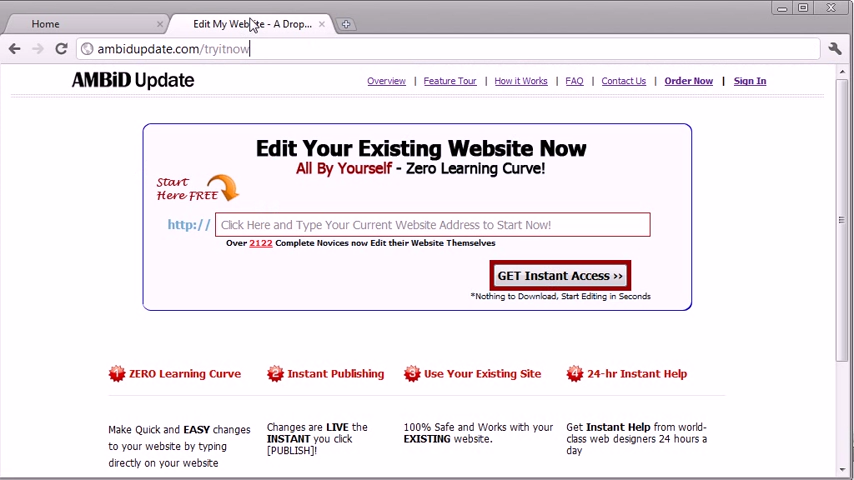 Home
Edit My Website - A Drop...
ambidupdate.com/tryitnow
AMBiD Update
Overview | Feature Tour | How it Works | FAQ | Contact Us | Order Now | Sign In
Edit Your Existing Website Now
All By Yourself - Zero Learning Curve!
Start
Here FREE
http:// Click Here and Type Your Current Website Address to Start Now!
Over 2122 Complete Novices now Edit their Website Themselves
GET Instant Access >>
*Nothing to Download, Start Editing in Seconds
1 ZERO Learning Curve
Make Quick and EASY changes
to your website by typing
directly on your website
2 Instant Publishing
Changes are LIVE the
INSTANT you click
[PUBLISH]!
3 Use Your Existing Site
100% Safe and Works with your
EXISTING website.
4 24-hr Instant Help
Get Instant Help from world-
class web designers 24 hours a
day